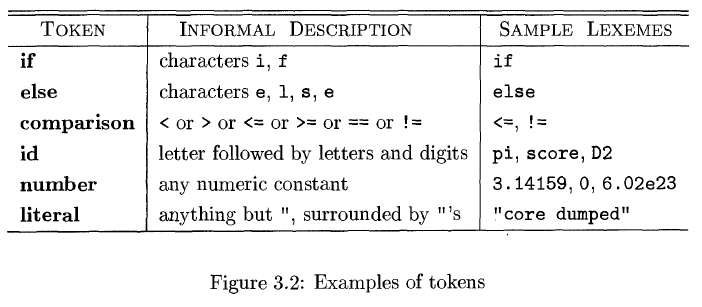 TOKEN INFORMAL DESCRIPTION SAMPLE LEXEMES
if characters i, f if
else characters e, l, s, e else
comparison < or > or <= or >= or == or != <=, !=
id letter followed by letters and digits pi, score, D2
number any numeric constant 3.14159, 0, 6.02e23
literal anything but ", surrounded by "'s "core dumped"
Figure 3.2: Examples of tokens